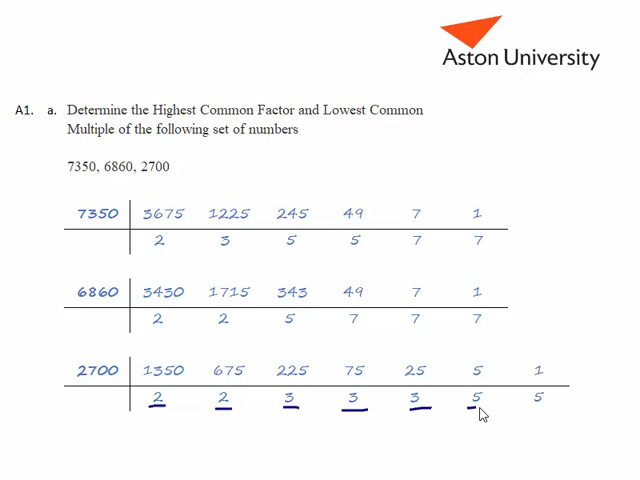 Aston University
A1. a. Determine the Highest Common Factor and Lowest Common
Multiple of the following set of numbers
7350, 6860, 2700
7350 3675 1225 245 49 7 1
2 3 5 5 7 7
6860 3430 1715 343 49 7 1
2 2 5 7 7 7
2700 1350 675 225 75 25 5 1
2 2 3 3 3 5 5